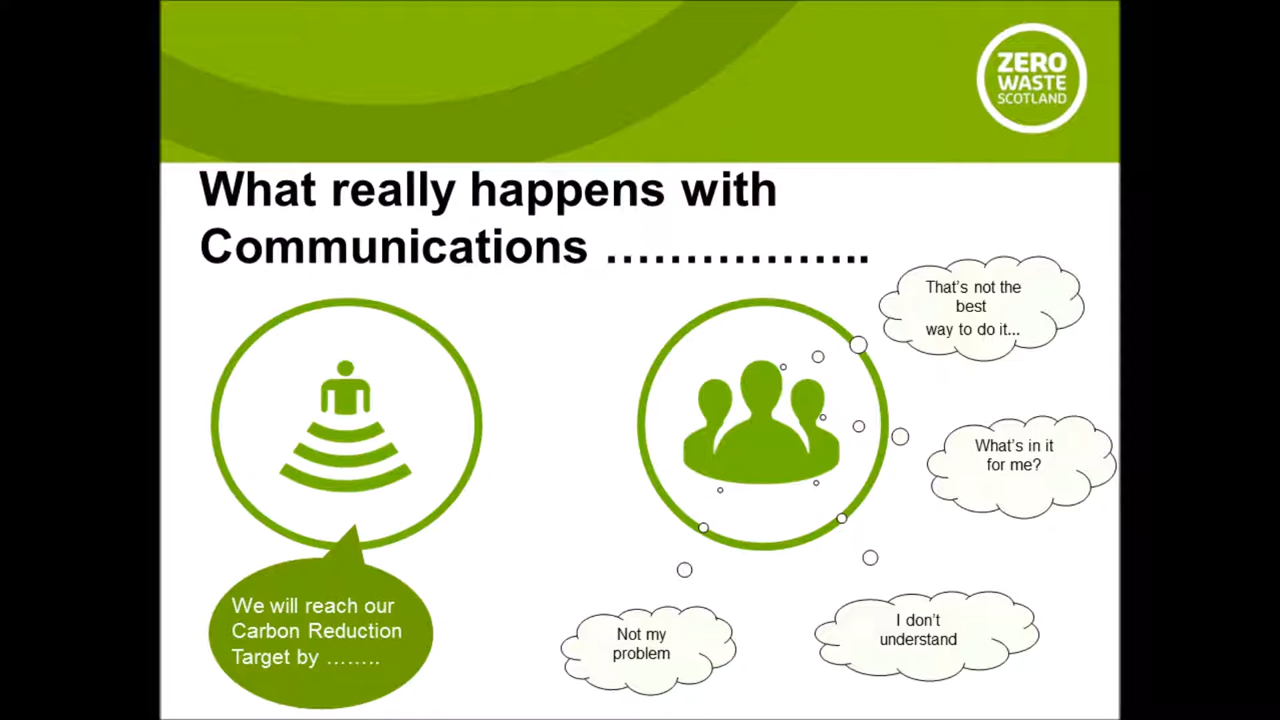 ZERO
WASTE
SCOTLAND
What really happens with
Communications ………………..
That's not the
best
way to do it...
What's in it
for me?
We will reach our
Carbon Reduction
Target by ……..
Not my
problem
I don't
understand